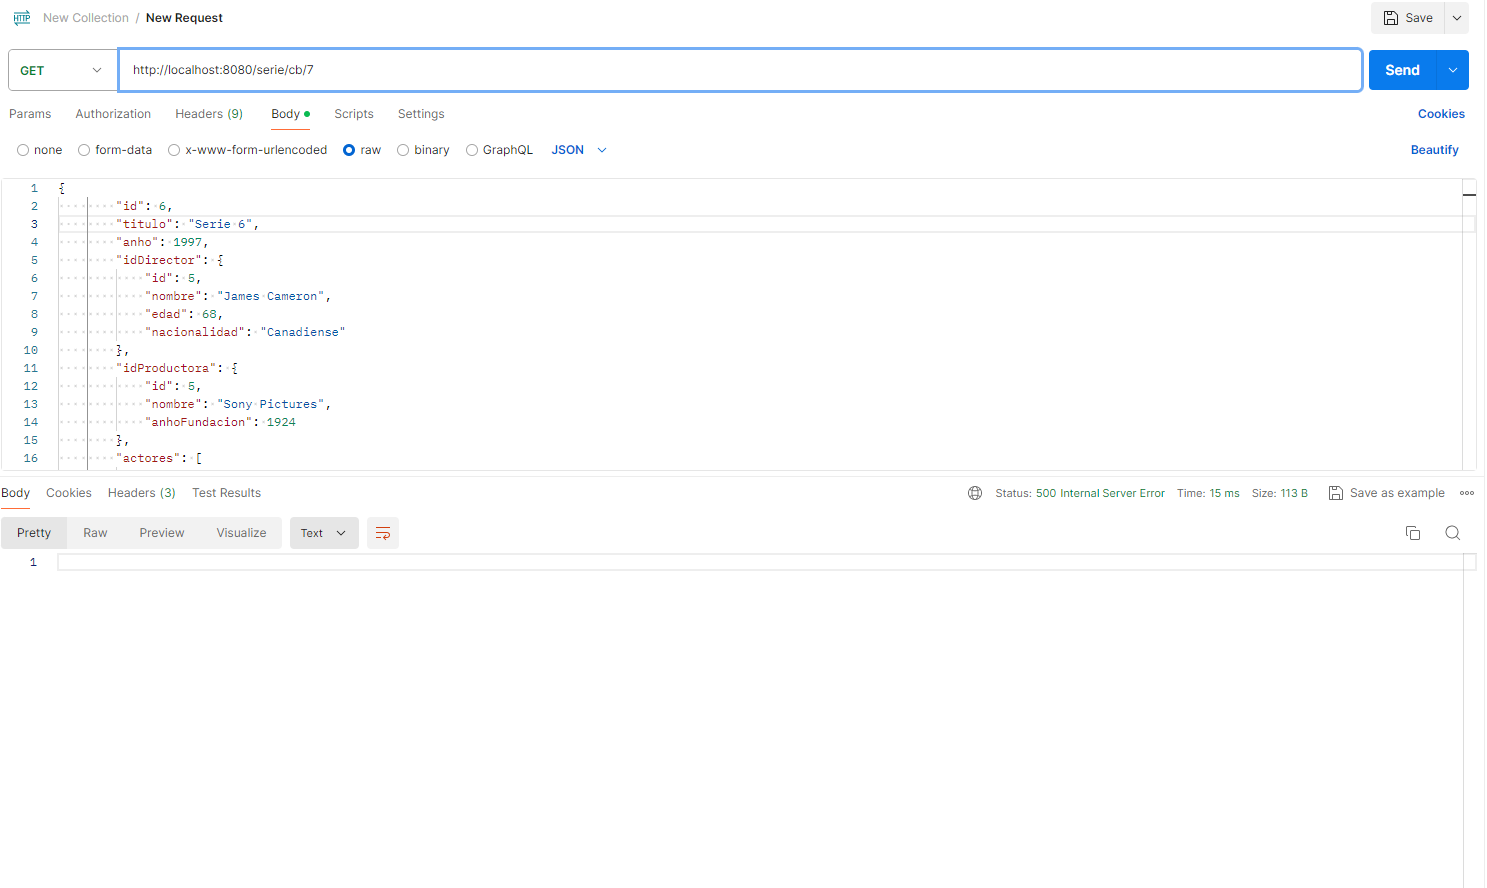 HTTP New Collection / New Request Save
GET http://localhost:8080/serie/cb/7 Send
Params Authorization Headers (9) Body Scripts Settings Cookies
none form-data x-www-form-urlencoded raw binary GraphQL JSON Beautify
1 {
2 "id": 6,
3 "titulo": "Serie 6",
4 "anho": 1997,
5 "idDirector": {
6 "id": 5,
7 "nombre": "James Cameron",
8 "edad": 68,
9 "nacionalidad": "Canadiense"
10 },
11 "idProductora": {
12 "id": 5,
13 "nombre": "Sony Pictures",
14 "anhoFundacion": 1924
15 },
16 "actores": [
Body Cookies Headers (3) Test Results Status: 500 Internal Server Error Time: 15 ms Size: 113 B Save as example
Pretty Raw Preview Visualize Text
1